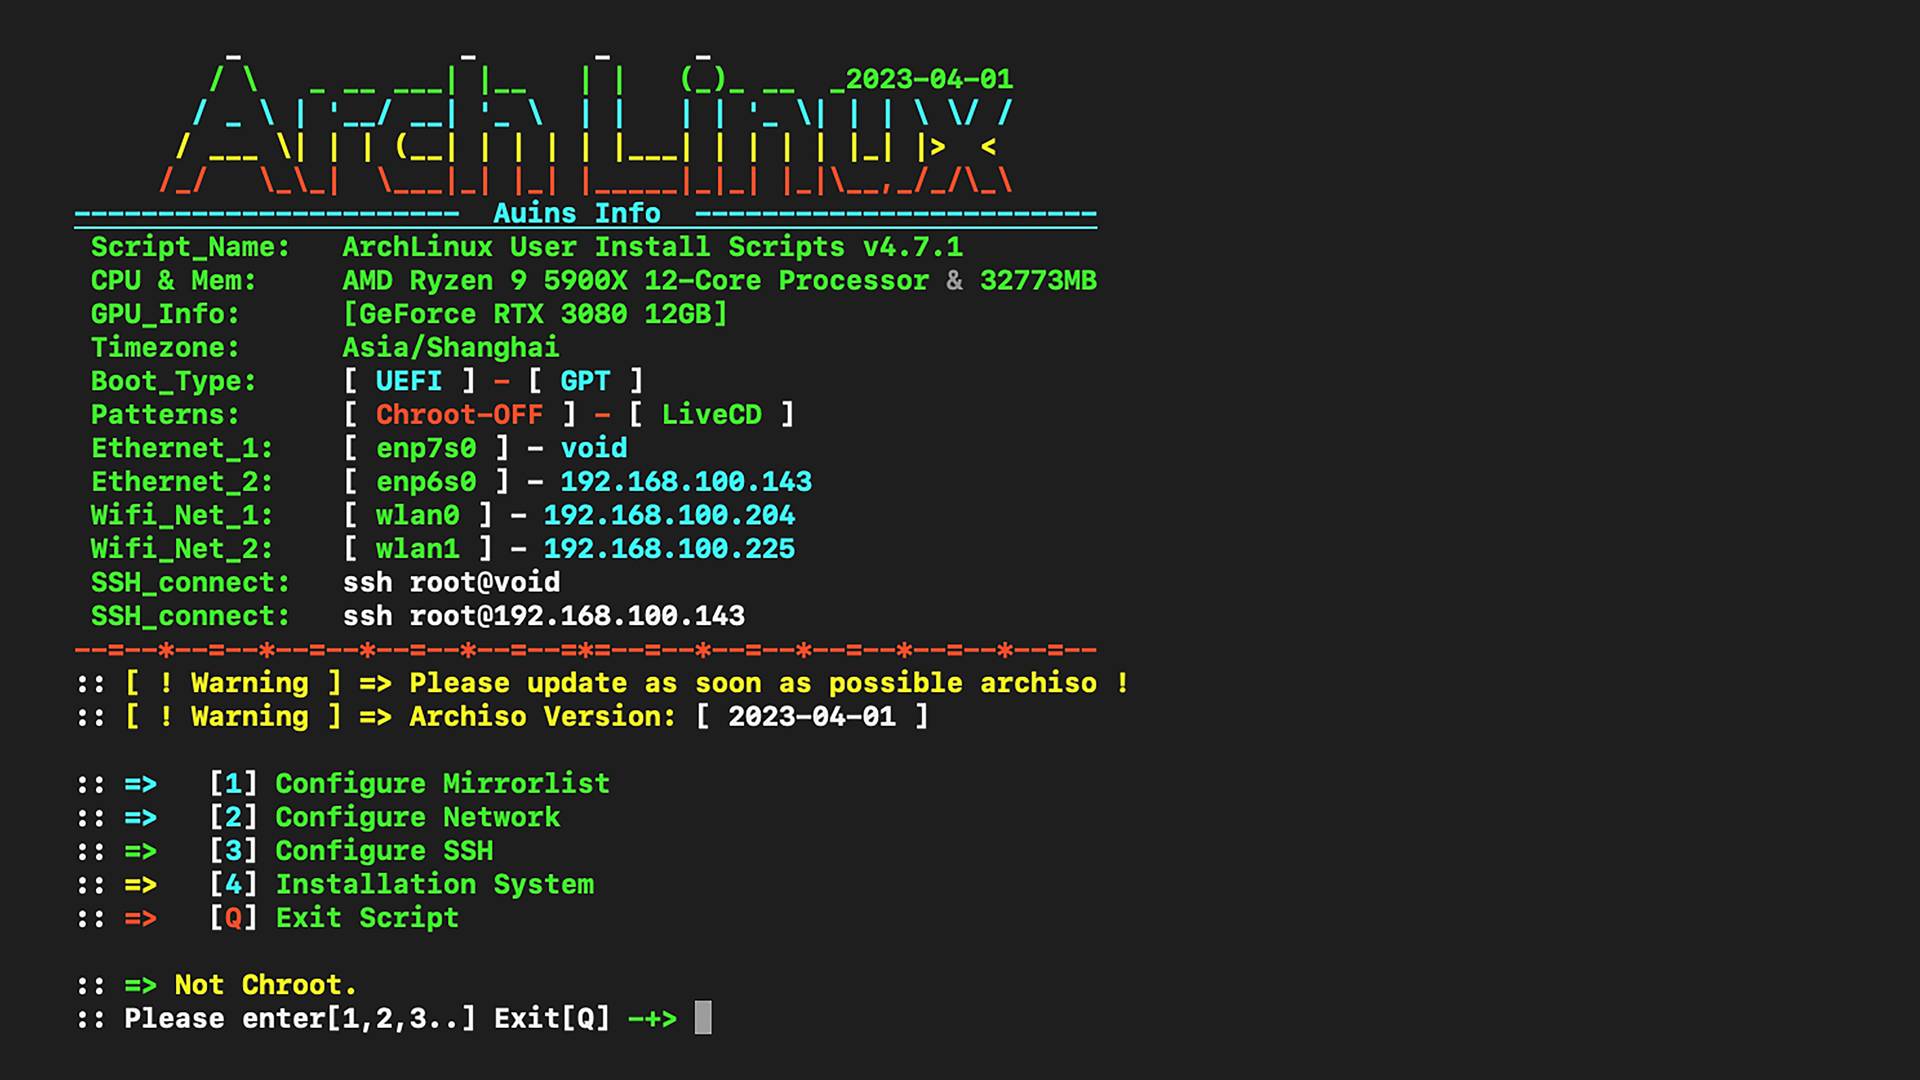 2023-04-01
---------------------- Auins Info -----------------------
Script_Name: ArchLinux User Install Scripts v4.7.1
CPU & Mem: AMD Ryzen 9 5900X 12-Core Processor & 32773MB
GPU_Info: [GeForce RTX 3080 12GB]
Timezone: Asia/Shanghai
Boot_Type: [ UEFI ] - [ GPT ]
Patterns: [ Chroot-OFF ] - [ LiveCD ]
Ethernet_1: [ enp7s0 ] - void
Ethernet_2: [ enp6s0 ] - 192.168.100.143
Wifi_Net_1: [ wlan0 ] - 192.168.100.204
Wifi_Net_2: [ wlan1 ] - 192.168.100.225
SSH_connect: ssh root@void
SSH_connect: ssh root@192.168.100.143
--=--*--=--*--=--*--=--*--=--=*=--=--*--=--*--=--*--=--*--=--
:: [ ! Warning ] => Please update as soon as possible archiso !
:: [ ! Warning ] => Archiso Version: [ 2023-04-01 ]
:: => [1] Configure Mirrorlist
:: => [2] Configure Network
:: => [3] Configure SSH
:: => [4] Installation System
:: => [Q] Exit Script
:: => Not Chroot.
:: Please enter[1,2,3..] Exit[Q] -+>